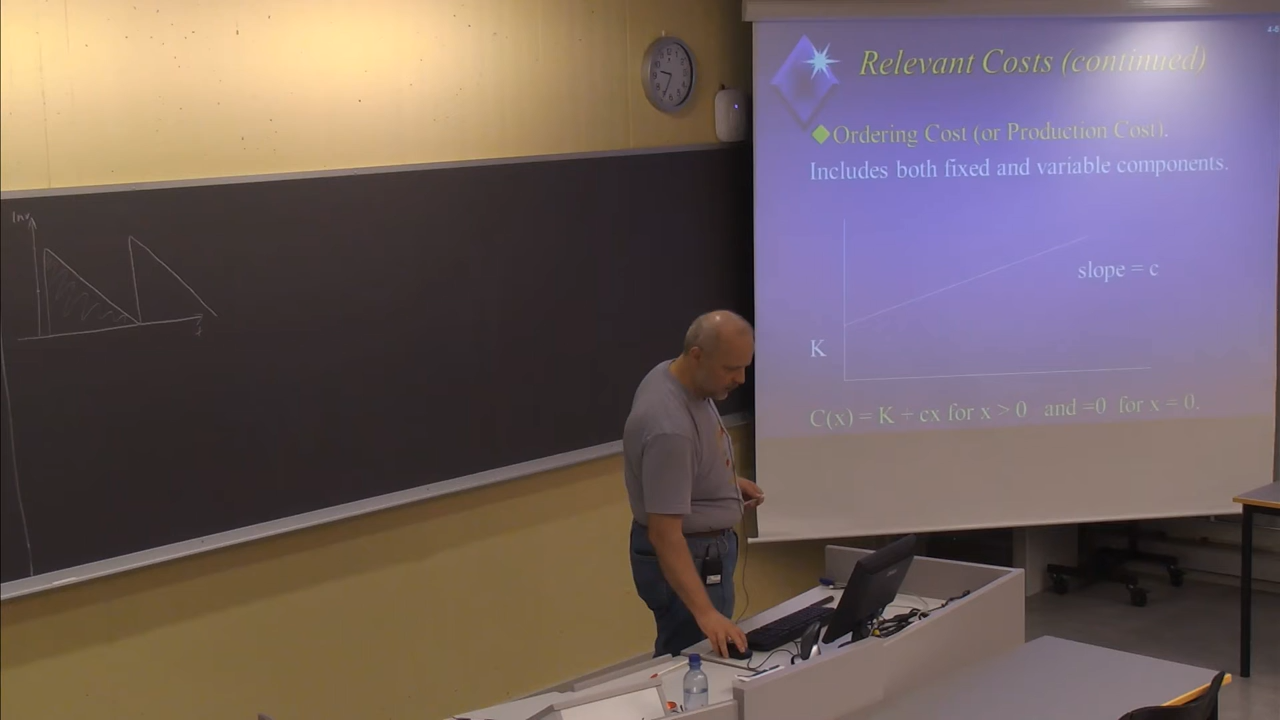 Inv
t
Relevant Costs (continued)
◆Ordering Cost (or Production Cost).
Includes both fixed and variable components.
slope = c
K
C(x) = K + cx for x > 0 and =0 for x = 0.